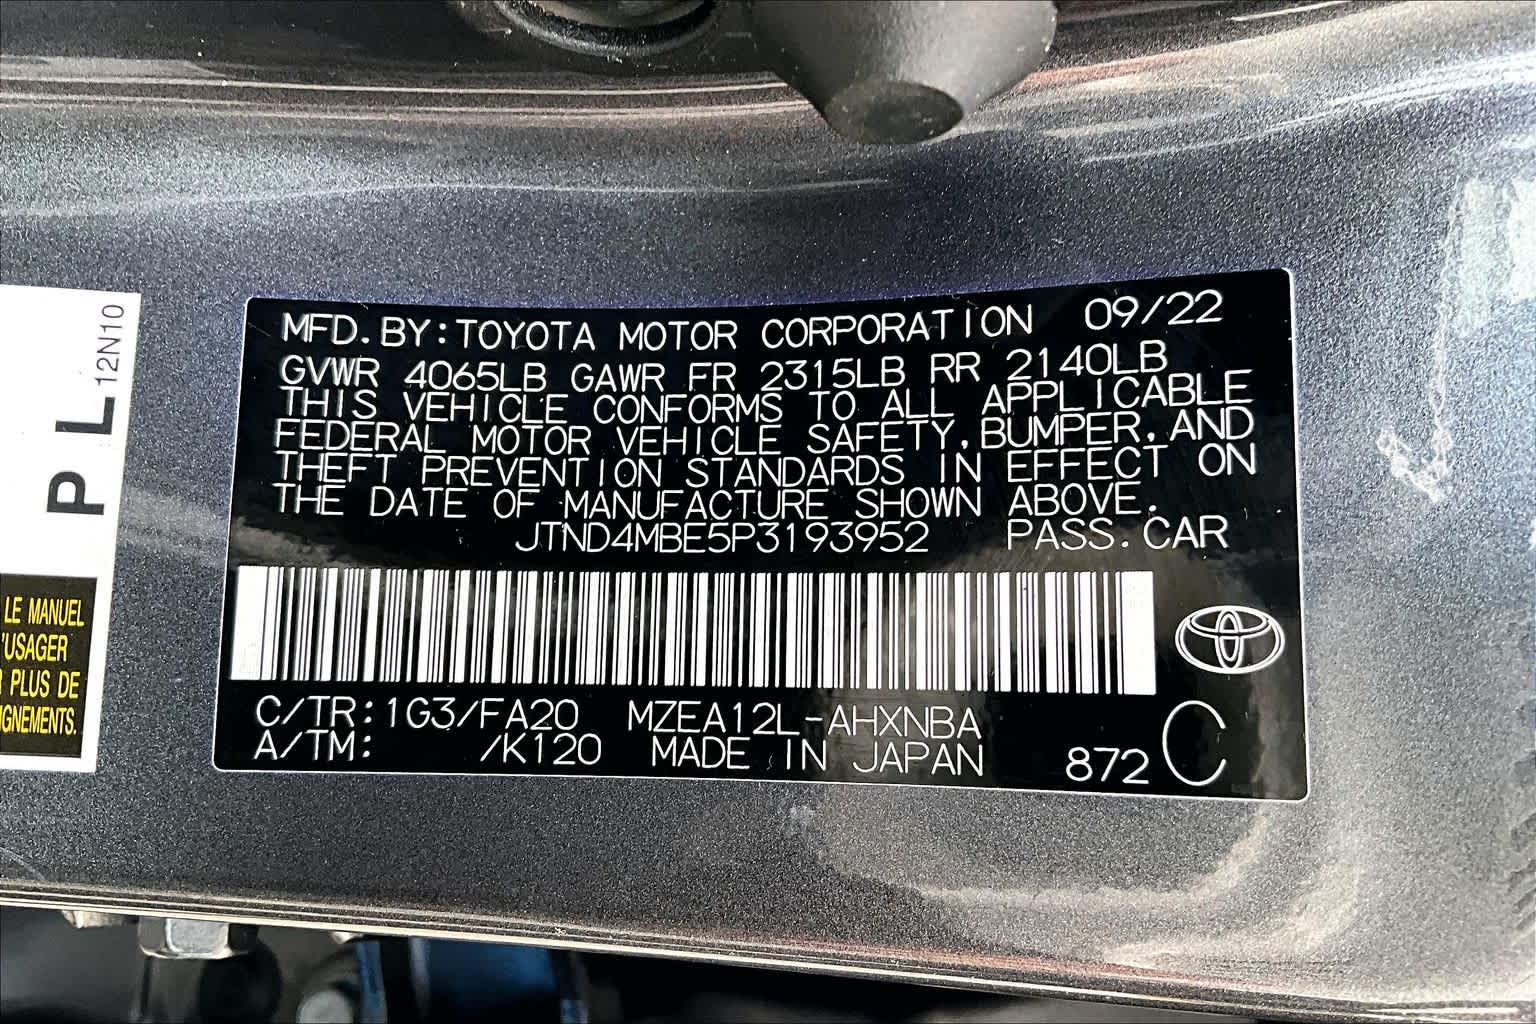 P L 12N10
LE MANUEL
'USAGER
PLUS DE
IGNEMENTS.
MFD. BY: TOYOTA MOTOR CORPORATION 09/22
GVWR 4065LB GAWR FR 2315LB RR 2140LB
THIS VEHICLE CONFORMS TO ALL APPLICABLE
FEDERAL MOTOR VEHICLE SAFETY, BUMPER, AND
THEFT PREVENTION STANDARDS IN EFFECT ON
THE DATE OF MANUFACTURE SHOWN ABOVE.
JTND4MBE5P3193952 PASS. CAR
C/TR: 1G3/FA20 MZEA12L-AHXNBA
A/TM: /K120 MADE IN JAPAN 872 C